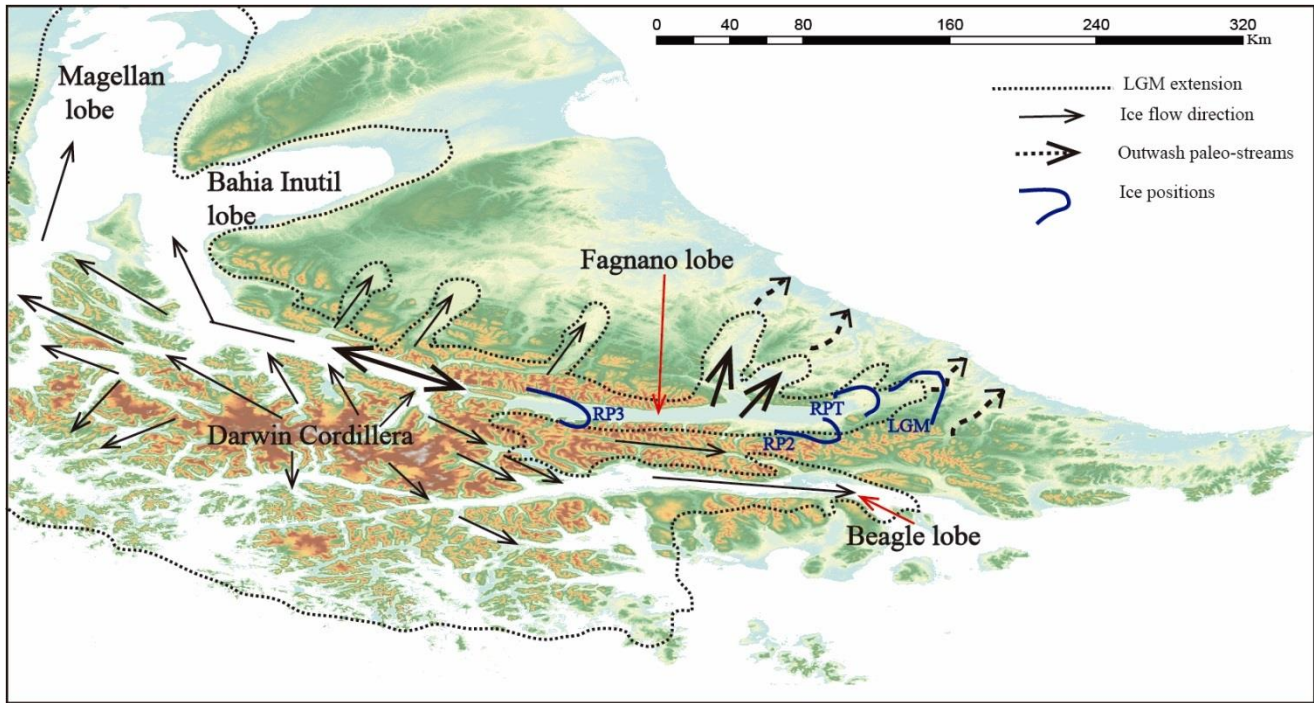 0 40 80 160 240 320
Km
Magellan
lobe
LGM extension
Ice flow direction
Outwash paleo-streams
Ice positions
Bahia Inutil
lobe
Fagnano lobe
RP3
RPT
RP2
LGM
Darwin Cordillera
Beagle lobe